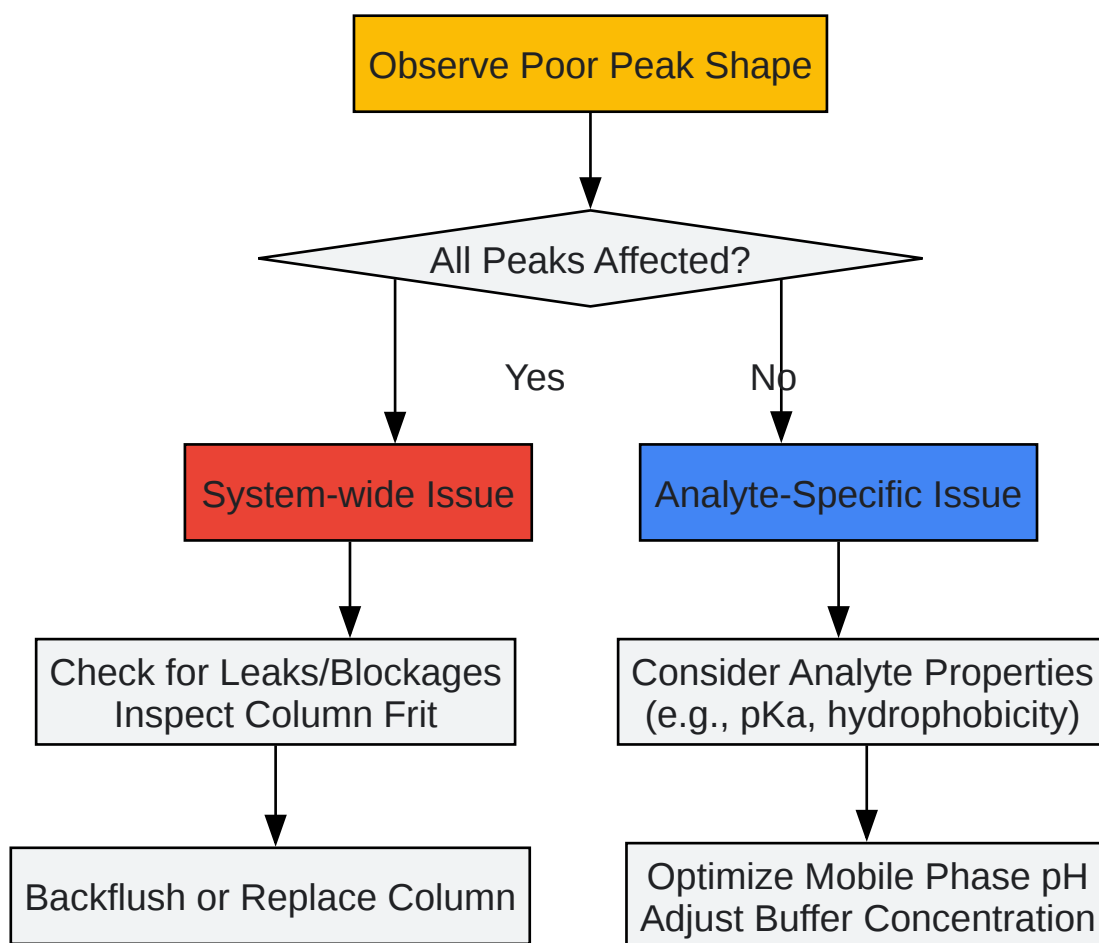 Observe Poor Peak Shape
All Peaks Affected?
Yes
No
System-wide Issue
Analyte-Specific Issue
Check for Leaks/Blockages
Inspect Column Frit
Consider Analyte Properties
(e.g., pKa, hydrophobicity)
Backflush or Replace Column
Optimize Mobile Phase pH
Adjust Buffer Concentration